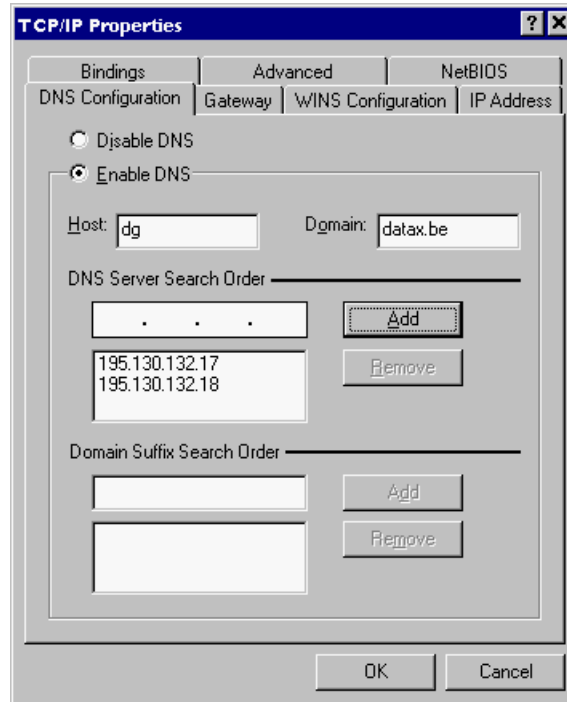 TCP/IP Properties
Bindings Advanced NetBIOS
DNS Configuration Gateway WINS Configuration IP Address
Disable DNS
Enable DNS
Host: dg Domain: datax.be
DNS Server Search Order
. . . Add
195.130.132.17 Remove
195.130.132.18
Domain Suffix Search Order
Add
Remove
OK Cancel